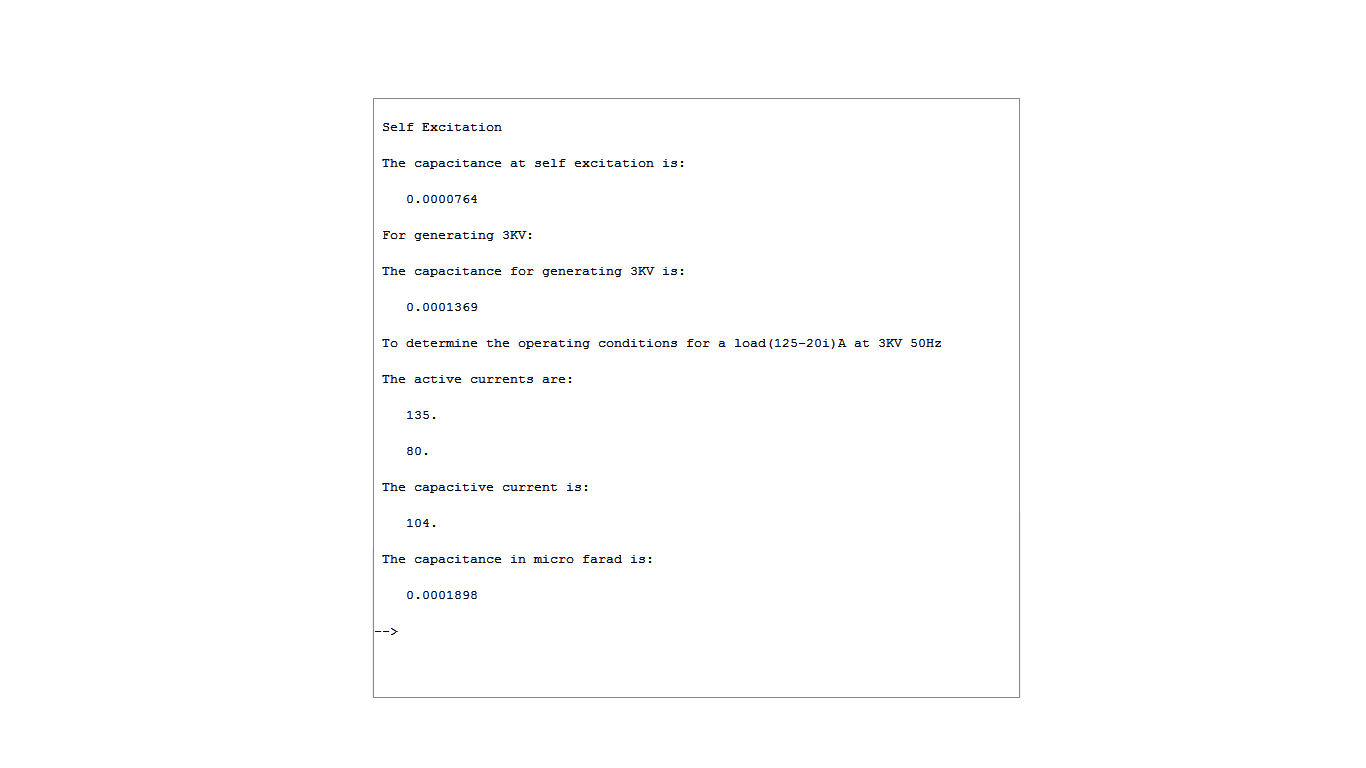 Self Excitation
The capacitance at self excitation is:
0.0000764
For generating 3KV:
The capacitance for generating 3KV is:
0.0001369
To determine the operating conditions for a load(125-20i)A at 3KV 50Hz
The active currents are:
135.
80.
The capacitive current is:
104.
The capacitance in micro farad is:
0.0001898
-->